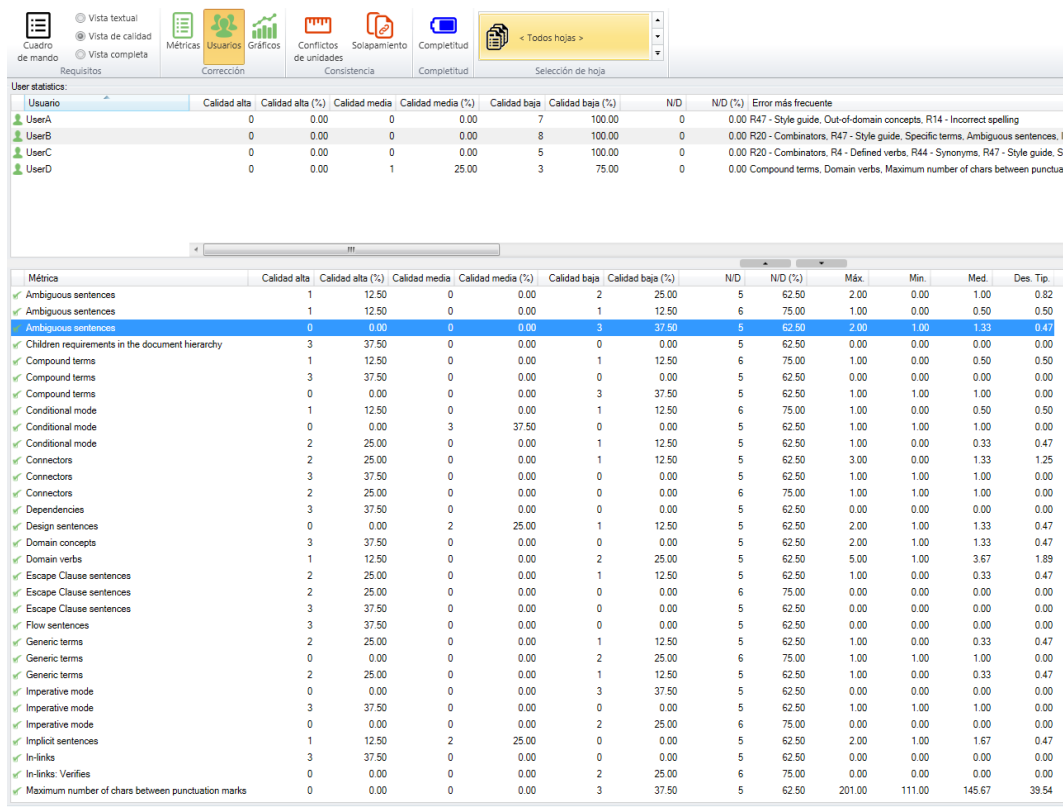 Vista textual
Vista de calidad
Vista completa
Cuadro de mando
Métricas Usuarios Gráficos
Conflictos de unidades
Solapamiento
Completitud
< Todos hojas >
Requisitos Corrección Consistencia Completitud Selección de hoja
User statistics:
Usuario Calidad alta Calidad alta (%) Calidad media Calidad media (%) Calidad baja Calidad baja (%) N/D N/D (%) Error más frecuente
UserA 0 0.00 0 0.00 7 100.00 0 0.00 R47 - Style guide, Out-of-domain concepts, R14 - Incorrect spelling
UserB 0 0.00 0 0.00 8 100.00 0 0.00 R20 - Combinators, R47 - Style guide, Specific terms, Ambiguous sentences,
UserC 0 0.00 0 0.00 5 100.00 0 0.00 R20 - Combinators, R4 - Defined verbs, R44 - Synonyms, R47 - Style guide, S
UserD 0 0.00 1 25.00 3 75.00 0 0.00 Compound terms, Domain verbs, Maximum number of chars between punctua
Métrica Calidad alta Calidad alta (%) Calidad media Calidad media (%) Calidad baja Calidad baja (%) N/D N/D (%) Máx. Min. Med. Des. Tip.
Ambiguous sentences 1 12.50 0 0.00 2 25.00 5 62.50 2.00 0.00 1.00 0.82
Ambiguous sentences 1 12.50 0 0.00 1 12.50 6 75.00 1.00 0.00 0.50 0.50
Ambiguous sentences 0 0.00 0 0.00 3 37.50 5 62.50 2.00 1.00 1.33 0.47
Children requirements in the document hierarchy 3 37.50 0 0.00 0 0.00 5 62.50 0.00 0.00 0.00 0.00
Compound terms 1 12.50 0 0.00 1 12.50 6 75.00 1.00 0.00 0.50 0.50
Compound terms 3 37.50 0 0.00 0 0.00 5 62.50 0.00 0.00 0.00 0.00
Compound terms 0 0.00 0 0.00 3 37.50 5 62.50 1.00 1.00 1.00 0.00
Conditional mode 1 12.50 0 0.00 1 12.50 6 75.00 1.00 0.00 0.50 0.50
Conditional mode 0 0.00 3 37.50 0 0.00 5 62.50 1.00 1.00 1.00 0.00
Conditional mode 2 25.00 0 0.00 1 12.50 5 62.50 1.00 0.00 0.33 0.47
Connectors 2 25.00 0 0.00 1 12.50 5 62.50 3.00 0.00 1.33 1.25
Connectors 3 37.50 0 0.00 0 0.00 5 62.50 1.00 1.00 1.00 0.00
Connectors 2 25.00 0 0.00 0 0.00 6 75.00 1.00 1.00 1.00 0.00
Dependencies 3 37.50 0 0.00 0 0.00 5 62.50 0.00 0.00 0.00 0.00
Design sentences 0 0.00 2 25.00 1 12.50 5 62.50 2.00 1.00 1.33 0.47
Domain concepts 3 37.50 0 0.00 0 0.00 5 62.50 2.00 1.00 1.33 0.47
Domain verbs 1 12.50 0 0.00 2 25.00 5 62.50 5.00 1.00 3.67 1.89
Escape Clause sentences 2 25.00 0 0.00 1 12.50 5 62.50 1.00 0.00 0.33 0.47
Escape Clause sentences 2 25.00 0 0.00 0 0.00 6 75.00 0.00 0.00 0.00 0.00
Escape Clause sentences 3 37.50 0 0.00 0 0.00 5 62.50 0.00 0.00 0.00 0.00
Flow sentences 3 37.50 0 0.00 0 0.00 5 62.50 0.00 0.00 0.00 0.00
Generic terms 2 25.00 0 0.00 1 12.50 5 62.50 1.00 0.00 0.33 0.47
Generic terms 0 0.00 0 0.00 2 25.00 6 75.00 1.00 1.00 1.00 0.00
Generic terms 2 25.00 0 0.00 1 12.50 5 62.50 1.00 0.00 0.33 0.47
Imperative mode 0 0.00 0 0.00 3 37.50 5 62.50 0.00 0.00 0.00 0.00
Imperative mode 3 37.50 0 0.00 0 0.00 5 62.50 1.00 1.00 1.00 0.00
Imperative mode 0 0.00 0 0.00 2 25.00 6 75.00 0.00 0.00 0.00 0.00
Implicit sentences 1 12.50 2 25.00 0 0.00 5 62.50 2.00 1.00 1.67 0.47
In-links 3 37.50 0 0.00 0 0.00 5 62.50 0.00 0.00 0.00 0.00
In-links: Verifies 0 0.00 0 0.00 2 25.00 6 75.00 0.00 0.00 0.00 0.00
Maximum number of chars between punctuation marks 0 0.00 0 0.00 3 37.50 5 62.50 201.00 111.00 145.67 39.54